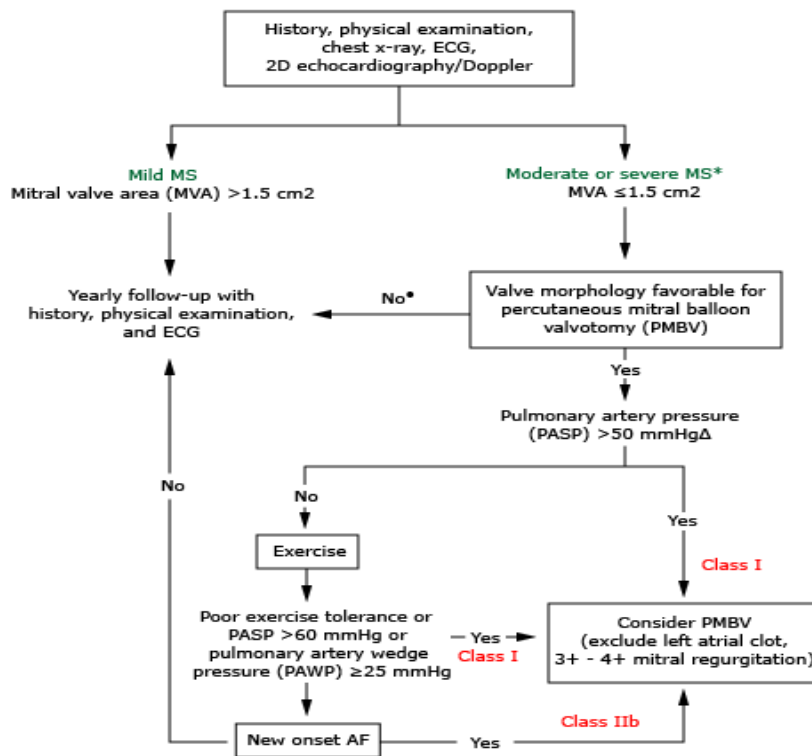 History, physical examination,
chest x-ray, ECG,
2D echocardiography/Doppler
Mild MS
Mitral valve area (MVA) >1.5 cm2
Moderate or severe MS*
MVA ≤1.5 cm2
Yearly follow-up with
history, physical examination,
and ECG
No•
Valve morphology favorable for
percutaneous mitral balloon
valvotomy (PMBV)
Yes
Pulmonary artery pressure
(PASP) >50 mmHgΔ
No
No
Yes
Exercise
Class I
Poor exercise tolerance or
PASP >60 mmHg or
pulmonary artery wedge
pressure (PAWP) ≥25 mmHg
Yes
Class I
Consider PMBV
(exclude left atrial clot,
3+ - 4+ mitral regurgitation)
Class IIb
New onset AF
Yes